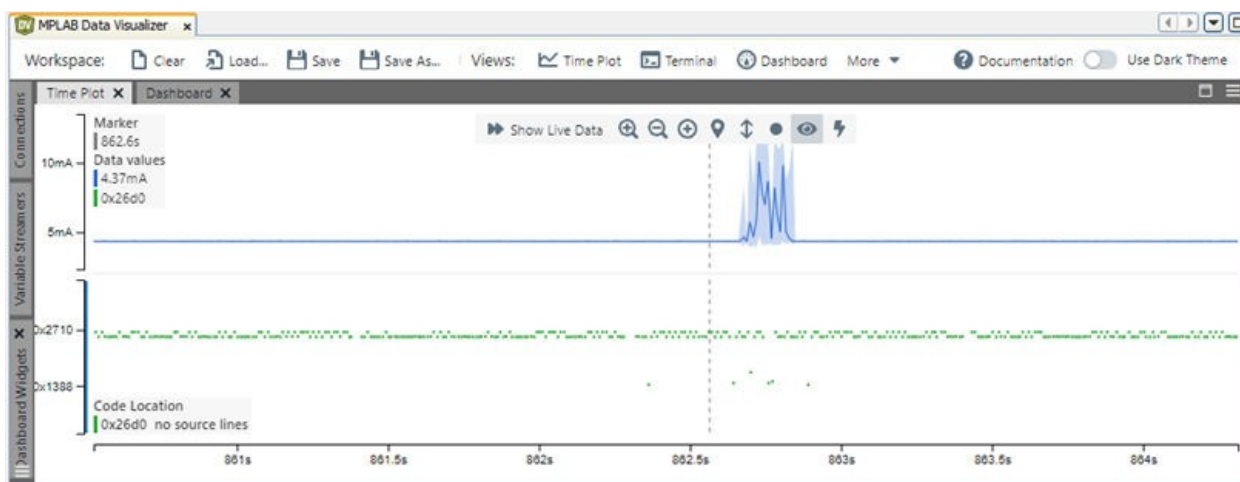 DV MPLAB Data Visualizer x
Workspace: Clear Load... Save Save As... Views: Time Plot Terminal Dashboard More Documentation Use Dark Theme
Time Plot X Dashboard X
Connections
Variable Streamers
Dashboard Widgets X
Show Live Data
Marker
862.6s
Data values
4.37mA
0x26d0
10mA
5mA
0x2710
0x1388
Code Location
0x26d0 no source lines
861s 861.5s 862s 862.5s 863s 863.5s 864s